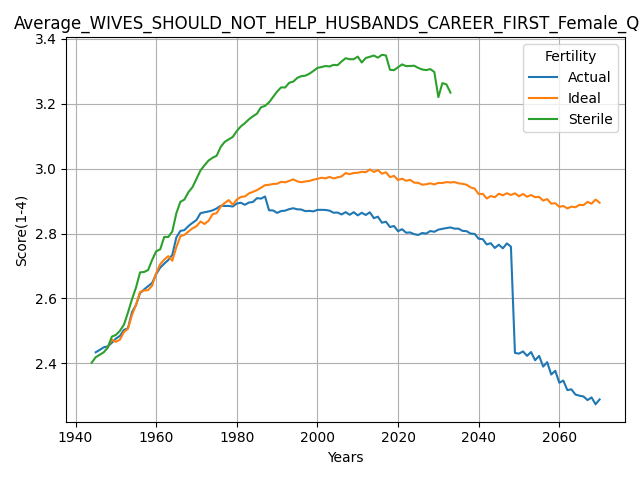 Average_WIVES_SHOULD_NOT_HELP_HUSBANDS_CAREER_FIRST_Female_Q
3.4
3.2
3.0
2.8
2.6
2.4
Score(1-4)
Fertility
Actual
Ideal
Sterile
1940 1960 1980 2000 2020 2040 2060
Years